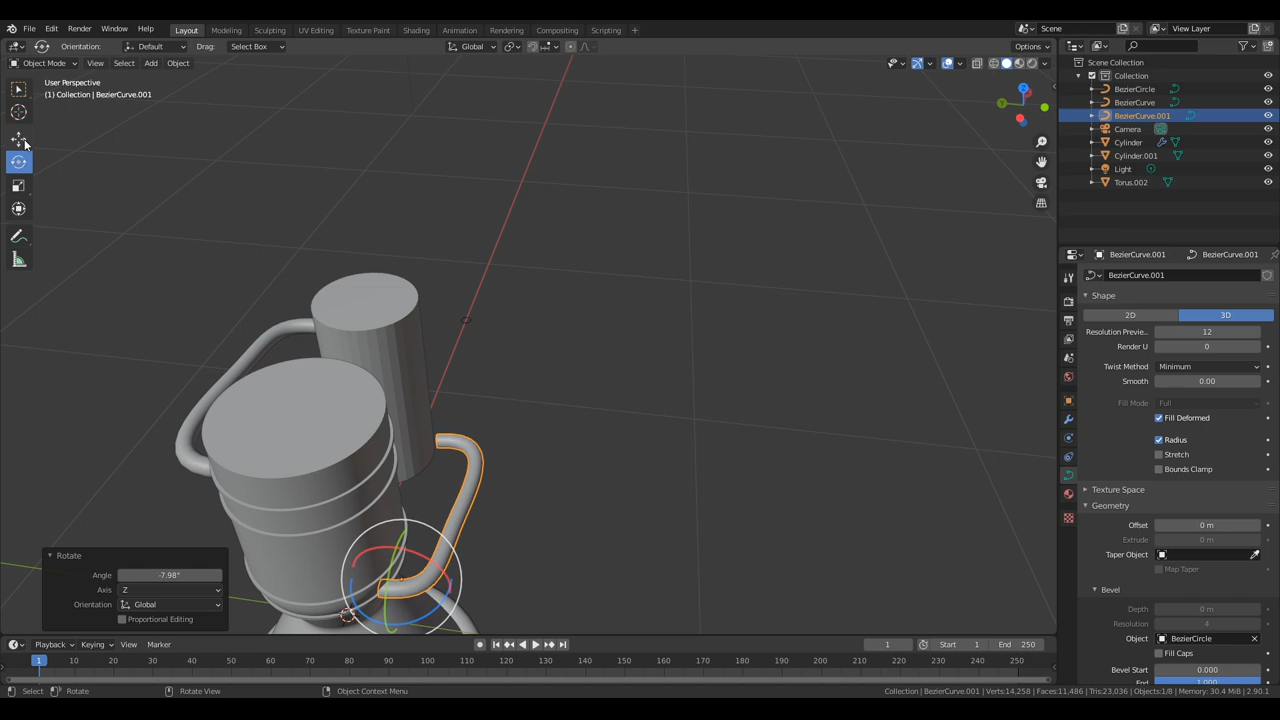 File Edit Render Window Help Layout Modeling Sculpting UV Editing Texture Paint Shading Animation Rendering Compositing Scripting + Scene View Layer
Orientation: Default Drag: Select Box Global Options
Object Mode View Select Add Object
User Perspective
(1) Collection | BezierCurve.001
Scene Collection
Collection
BezierCircle
BezierCurve
BezierCurve.001
Camera
Cylinder
Cylinder.001
Light
Torus.002
BezierCurve.001 BezierCurve.001
BezierCurve.001
Shape
2D 3D
Resolution Previe... 12
Render U 0
Twist Method Minimum
Smooth 0.00
Fill Mode Full
Fill Deformed
Radius
Stretch
Bounds Clamp
Texture Space
Geometry
Offset 0 m
Extrude 0 m
Taper Object
Map Taper
Bevel
Depth 0 m
Resolution 4
Object BezierCircle
Fill Caps
Bevel Start 0.000
End 1.000
Rotate
Angle -7.98°
Axis Z
Orientation Global
Proportional Editing
Y Z
Playback Keying View Marker 1 Start 1 End 250
1 10 20 30 40 50 60 70 80 90 100 110 120 130 140 150 160 170 180 190 200 210 220 230 240 250
Select Rotate Rotate View Object Context Menu Collection | BezierCurve.001 | Verts:14,258 | Faces:11,486 | Tris:23,036 | Objects:1/8 | Memory: 30.4 MiB | 2.90.1